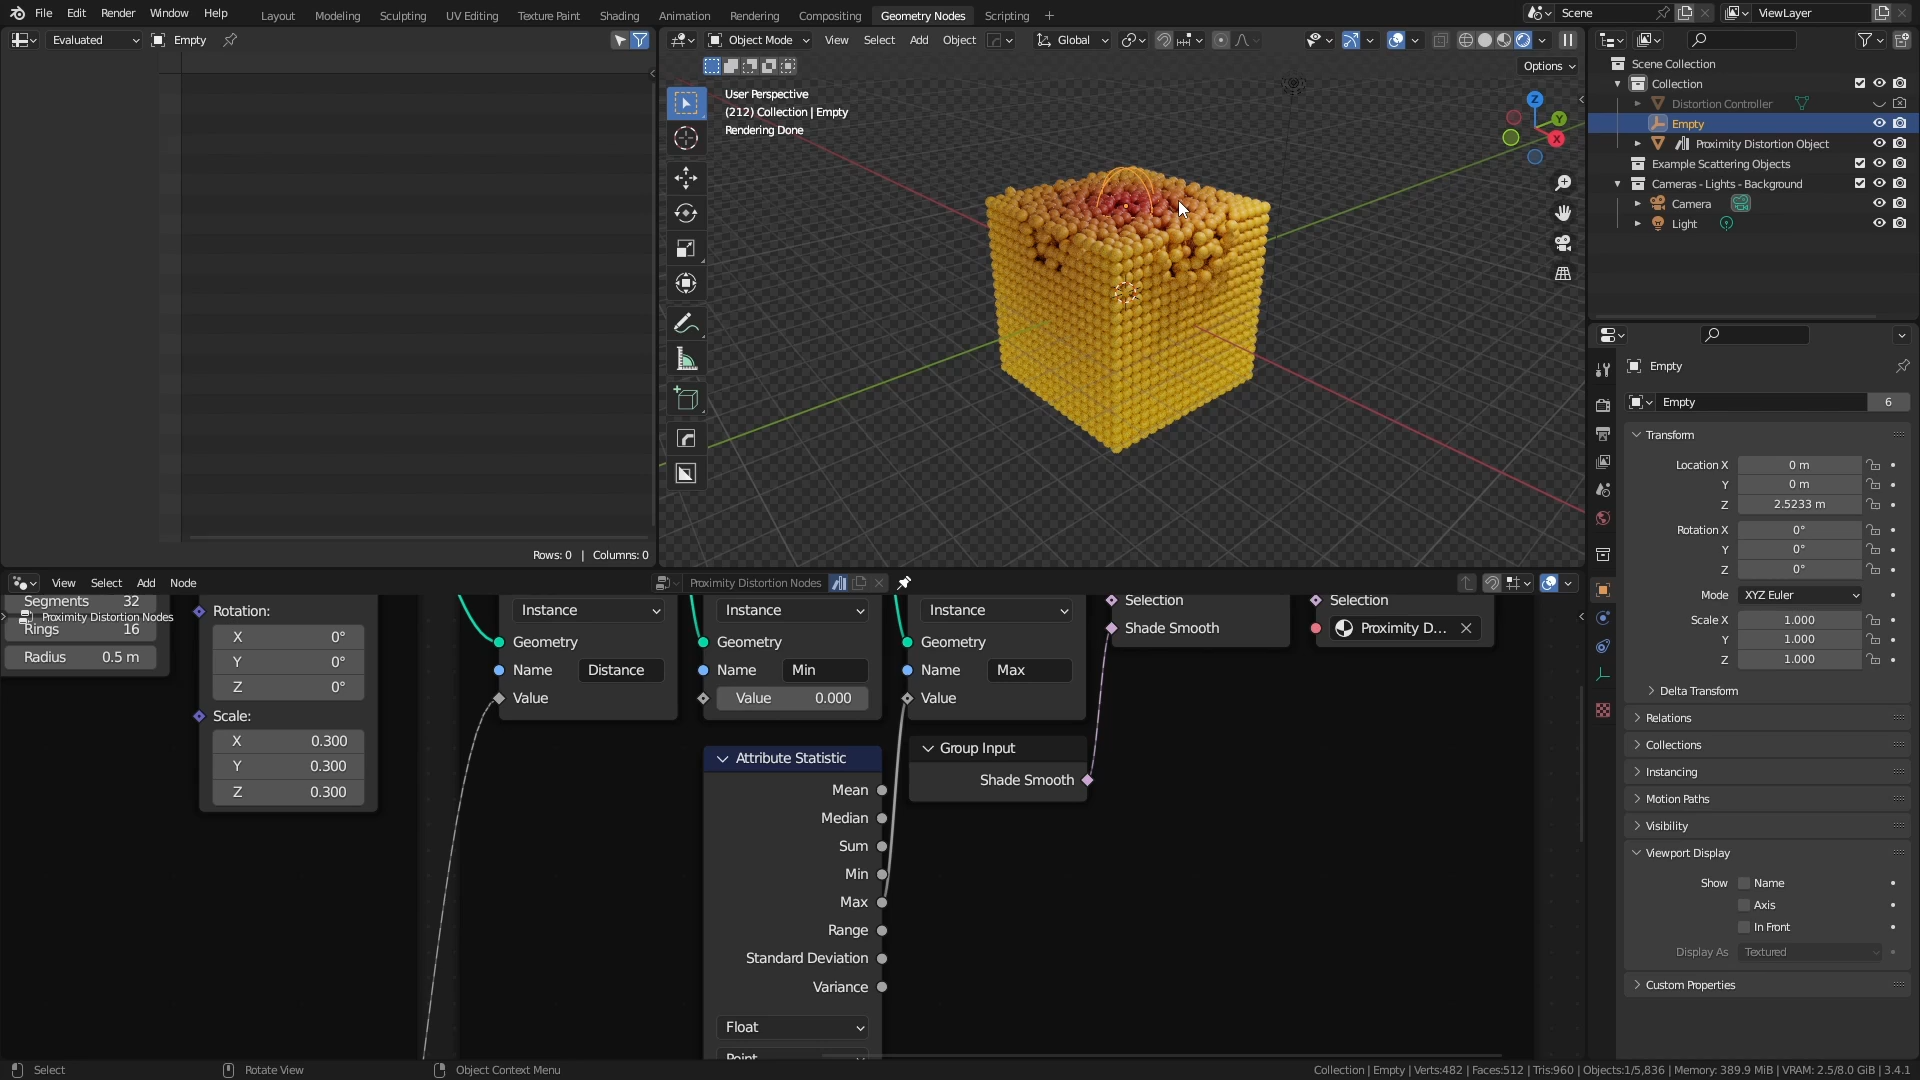 File Edit Render Window Help
Layout Modeling Sculpting UV Editing Texture Paint Shading Animation Rendering Compositing Geometry Nodes Scripting +
Scene
ViewLayer
Evaluated
Empty
Object Mode View Select Add Object
Global
Options
User Perspective
(212) Collection | Empty
Rendering Done
Z
Y
X
Rows: 0 | Columns: 0
Scene Collection
Collection
Distortion Controller
Empty
Proximity Distortion Object
Example Scattering Objects
Cameras - Lights - Background
Camera
Light
Empty
Empty 6
Transform
Location X 0 m
Y 0 m
Z 2.5233 m
Rotation X 0°
Y 0°
Z 0°
Mode XYZ Euler
Scale X 1.000
Y 1.000
Z 1.000
Delta Transform
Relations
Collections
Instancing
Motion Paths
Visibility
Viewport Display
Show Name
Axis
In Front
Display As Textured
Custom Properties
View Select Add Node
Proximity Distortion Nodes
Segments 32
Proximity Distortion Nodes
Rings 16
Radius 0.5 m
Rotation:
X 0°
Y 0°
Z 0°
Scale:
X 0.300
Y 0.300
Z 0.300
Instance
Geometry
Name Distance
Value
Instance
Geometry
Name Min
Value 0.000
Instance
Geometry
Name Max
Value
Selection
Shade Smooth
Selection
Proximity D...
Group Input
Shade Smooth
Attribute Statistic
Mean
Median
Sum
Min
Max
Range
Standard Deviation
Variance
Float
Point
Select
Rotate View
Object Context Menu
Collection | Empty | Verts:482 | Faces:512 | Tris:960 | Objects:1/5,836 | Memory: 389.9 MiB | VRAM: 2.5/8.0 GiB | 3.4.1